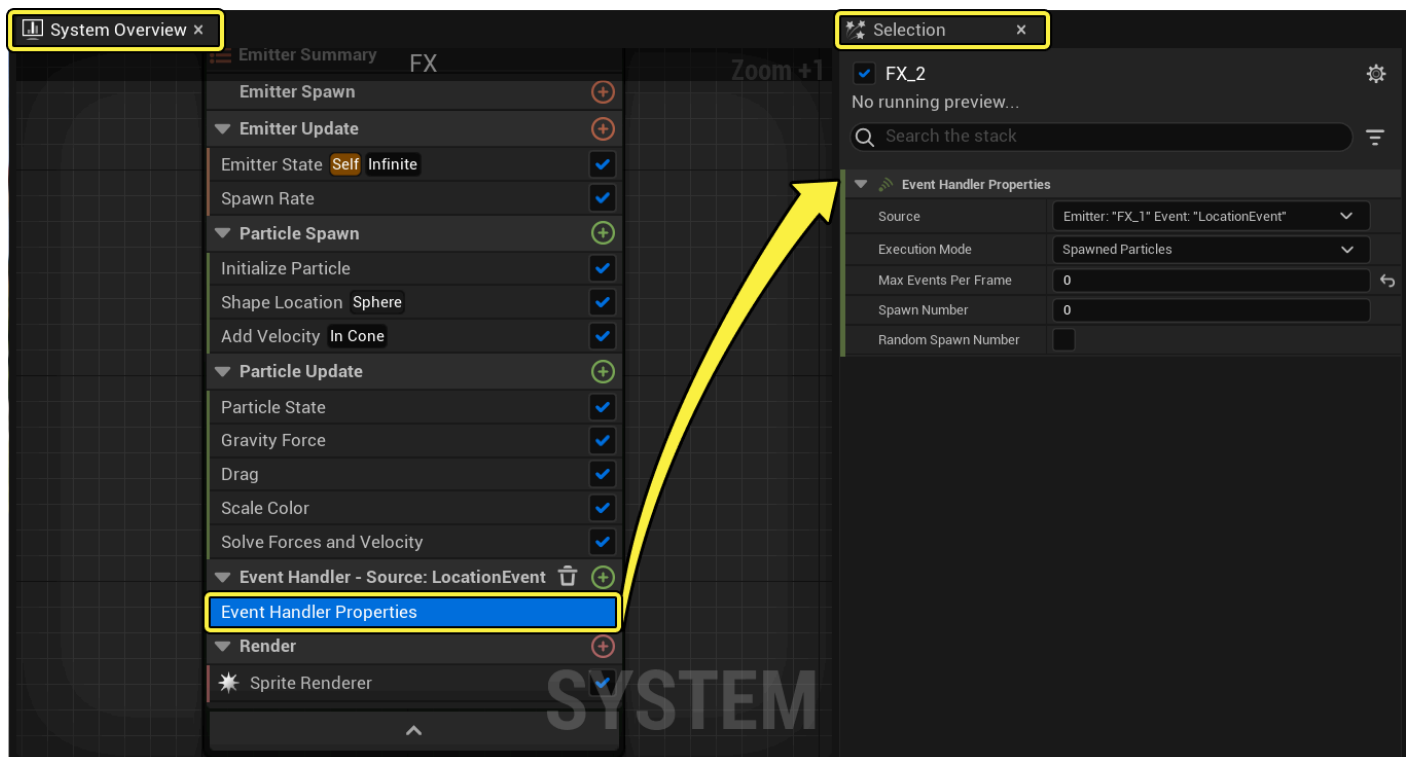 System Overview
Emitter Summary
FX
Zoom +1
Emitter Spawn
Emitter Update
Emitter State Self Infinite
Spawn Rate
Particle Spawn
Initialize Particle
Shape Location Sphere
Add Velocity In Cone
Particle Update
Particle State
Gravity Force
Drag
Scale Color
Solve Forces and Velocity
Event Handler - Source: LocationEvent
Event Handler Properties
Render
Sprite Renderer
SYSTEM
Selection
FX_2
No running preview...
Search the stack
Event Handler Properties
Source Emitter: "FX_1" Event: "LocationEvent"
Execution Mode Spawned Particles
Max Events Per Frame 0
Spawn Number 0
Random Spawn Number